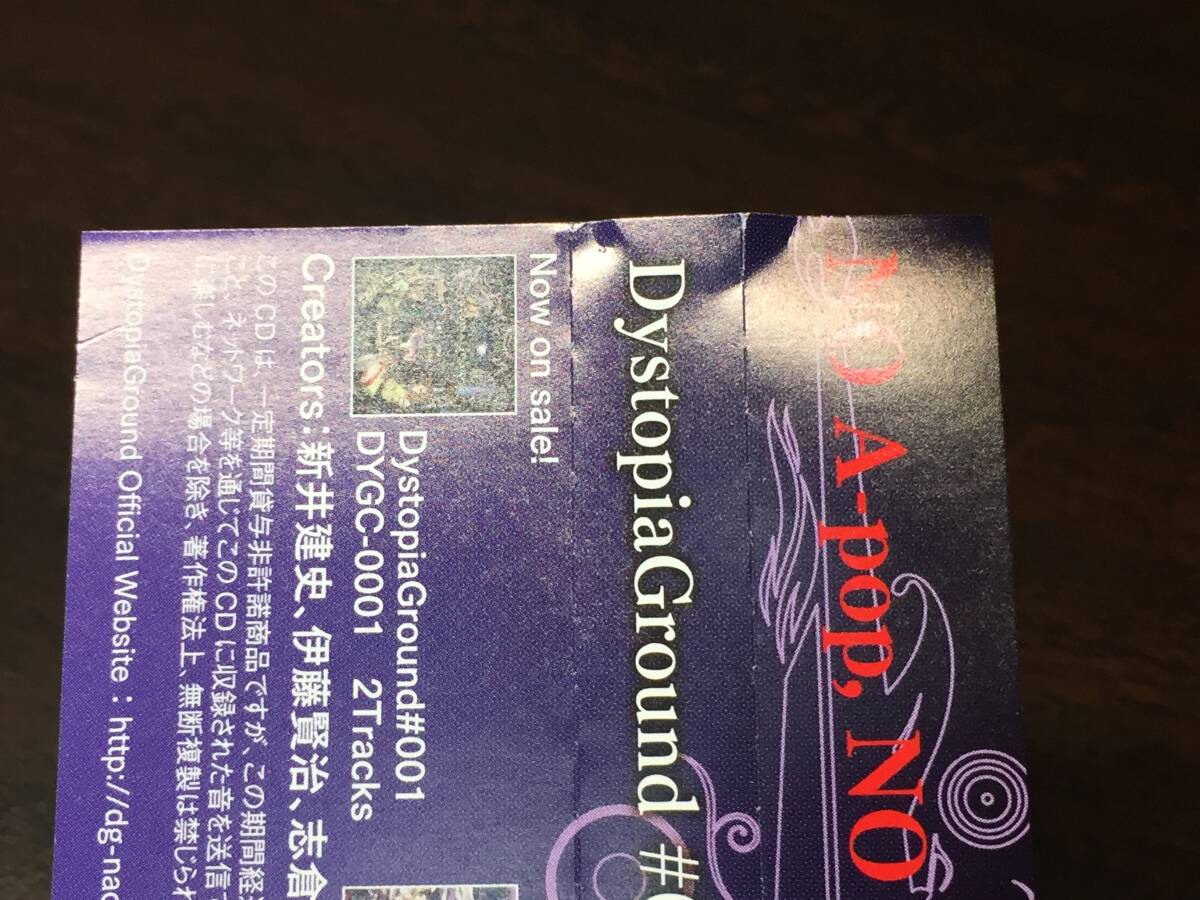 NO A-pop, NO
DystopiaGround #
Now on sale!
DystopiaGround#001
DYGC-0001 2Tracks
Creators:新井建史、伊藤賢治、志倉
このCDは、一定期間貸与非許諾商品ですが、この期間経
こと、ネットワーク等を通じてこのCDに収録された音を送信で
に楽しむなどの場合を除き、著作権法上、無断複製は禁じられ
DystopiaGround Official Website：http://dg-nao